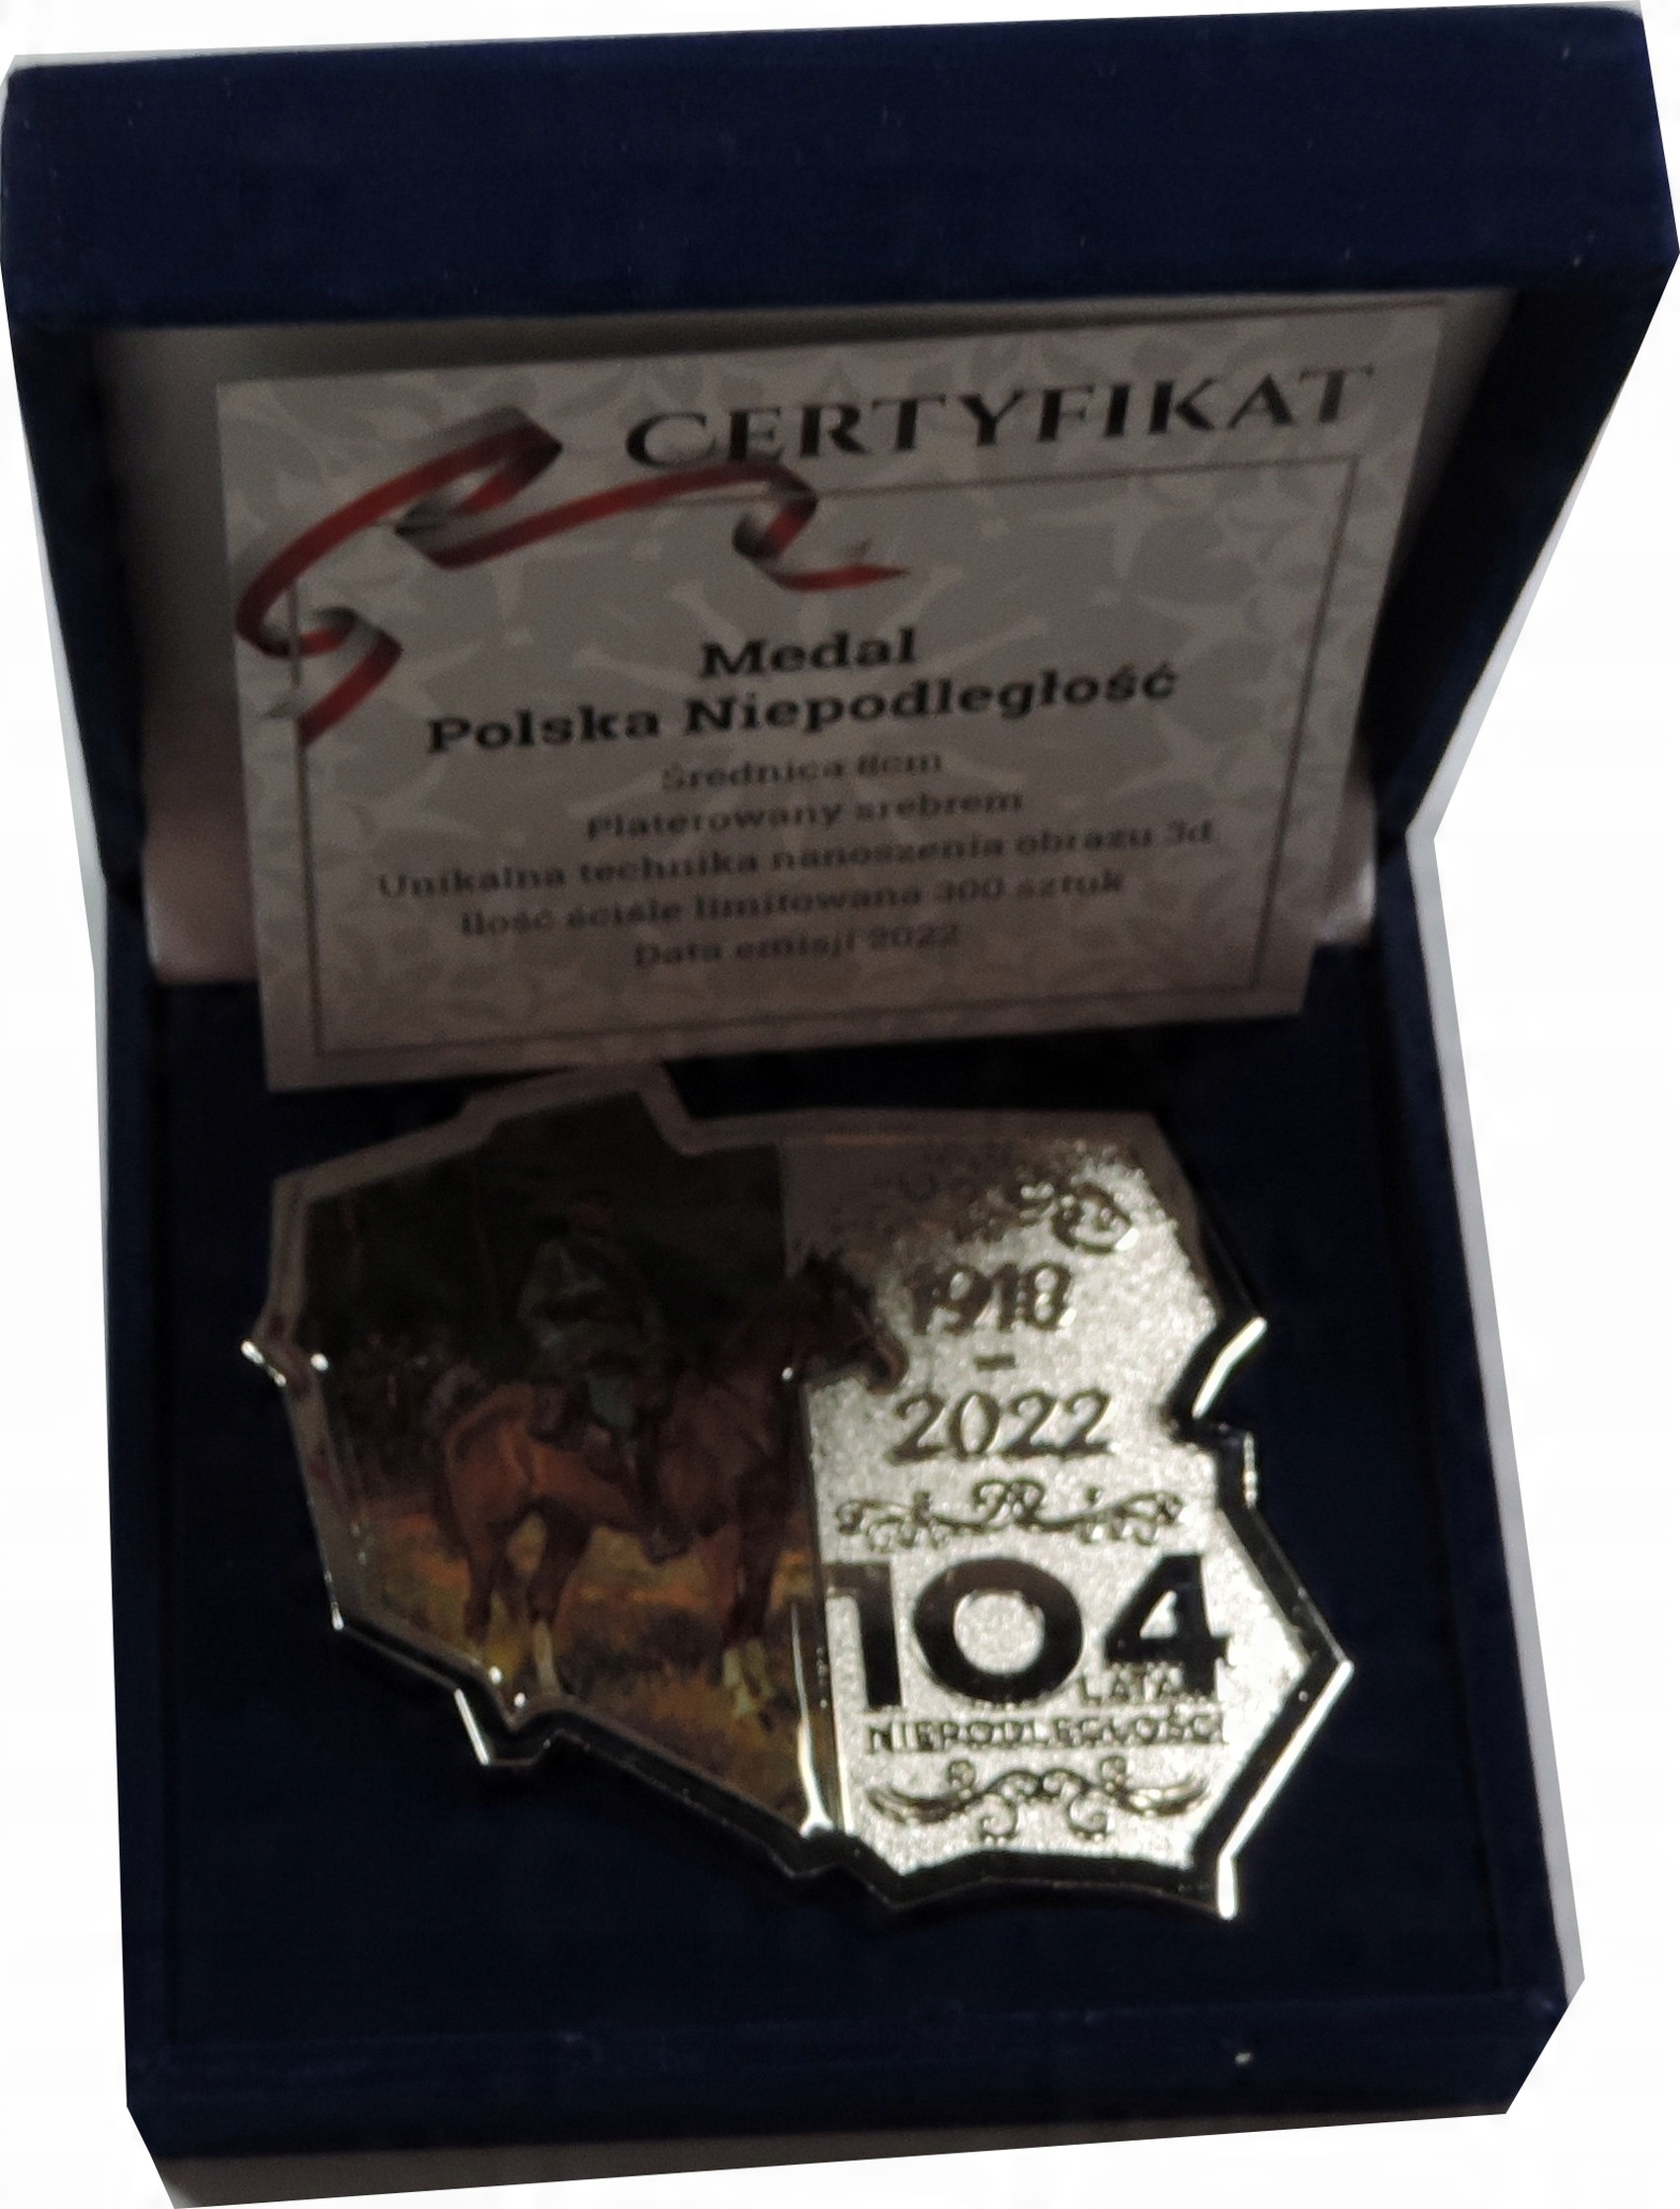 CERTYFIKAT
Medal
Polska Niepodległość
Średnica 6cm
Platerowany srebrem
Unikalna technika nanoszenia obrazu 3d
Ilość ściśle limitowana 300 sztuk
Data emisji 2022
1918
-
2022
104
LATA
NIEPODLEGŁOŚCI